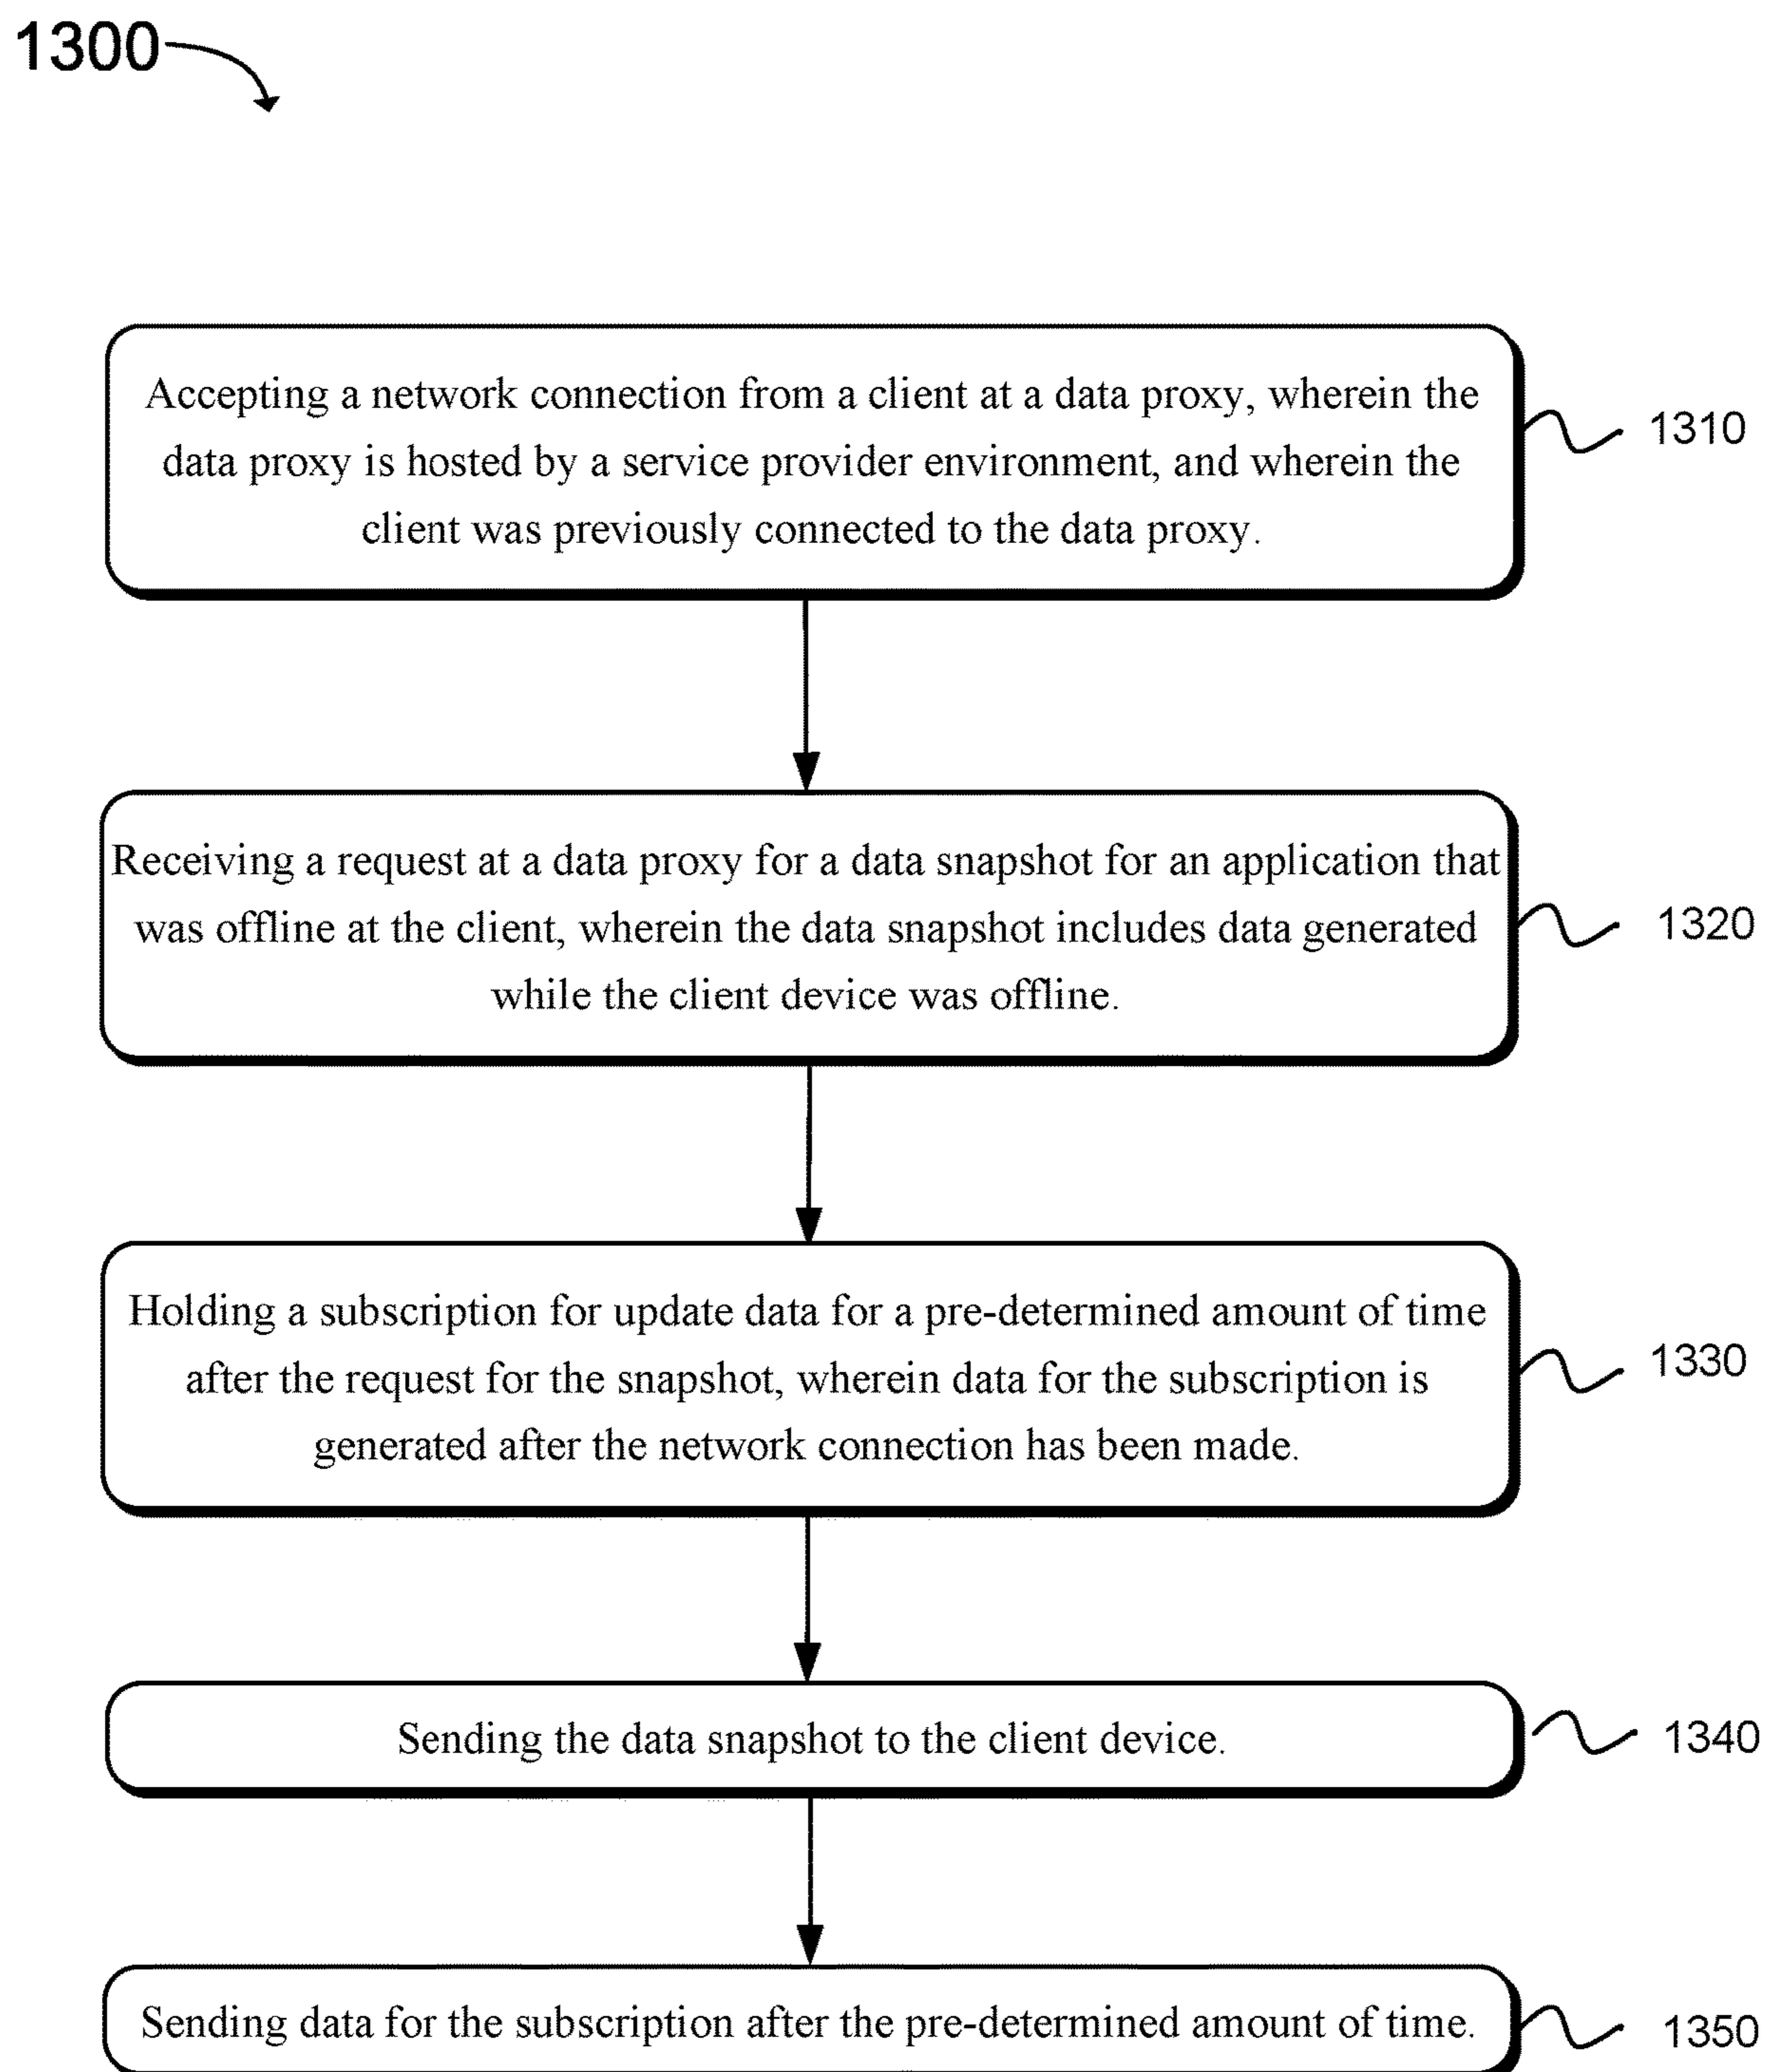 1300
Accepting a network connection from a client at a data proxy, wherein the
data proxy is hosted by a service provider environment, and wherein the
client was previously connected to the data proxy.
1310
Receiving a request at a data proxy for a data snapshot for an application that
was offline at the client, wherein the data snapshot includes data generated
while the client device was offline.
1320
Holding a subscription for update data for a pre-determined amount of time
after the request for the snapshot, wherein data for the subscription is
generated after the network connection has been made.
1330
Sending the data snapshot to the client device.
1340
Sending data for the subscription after the pre-determined amount of time.
1350